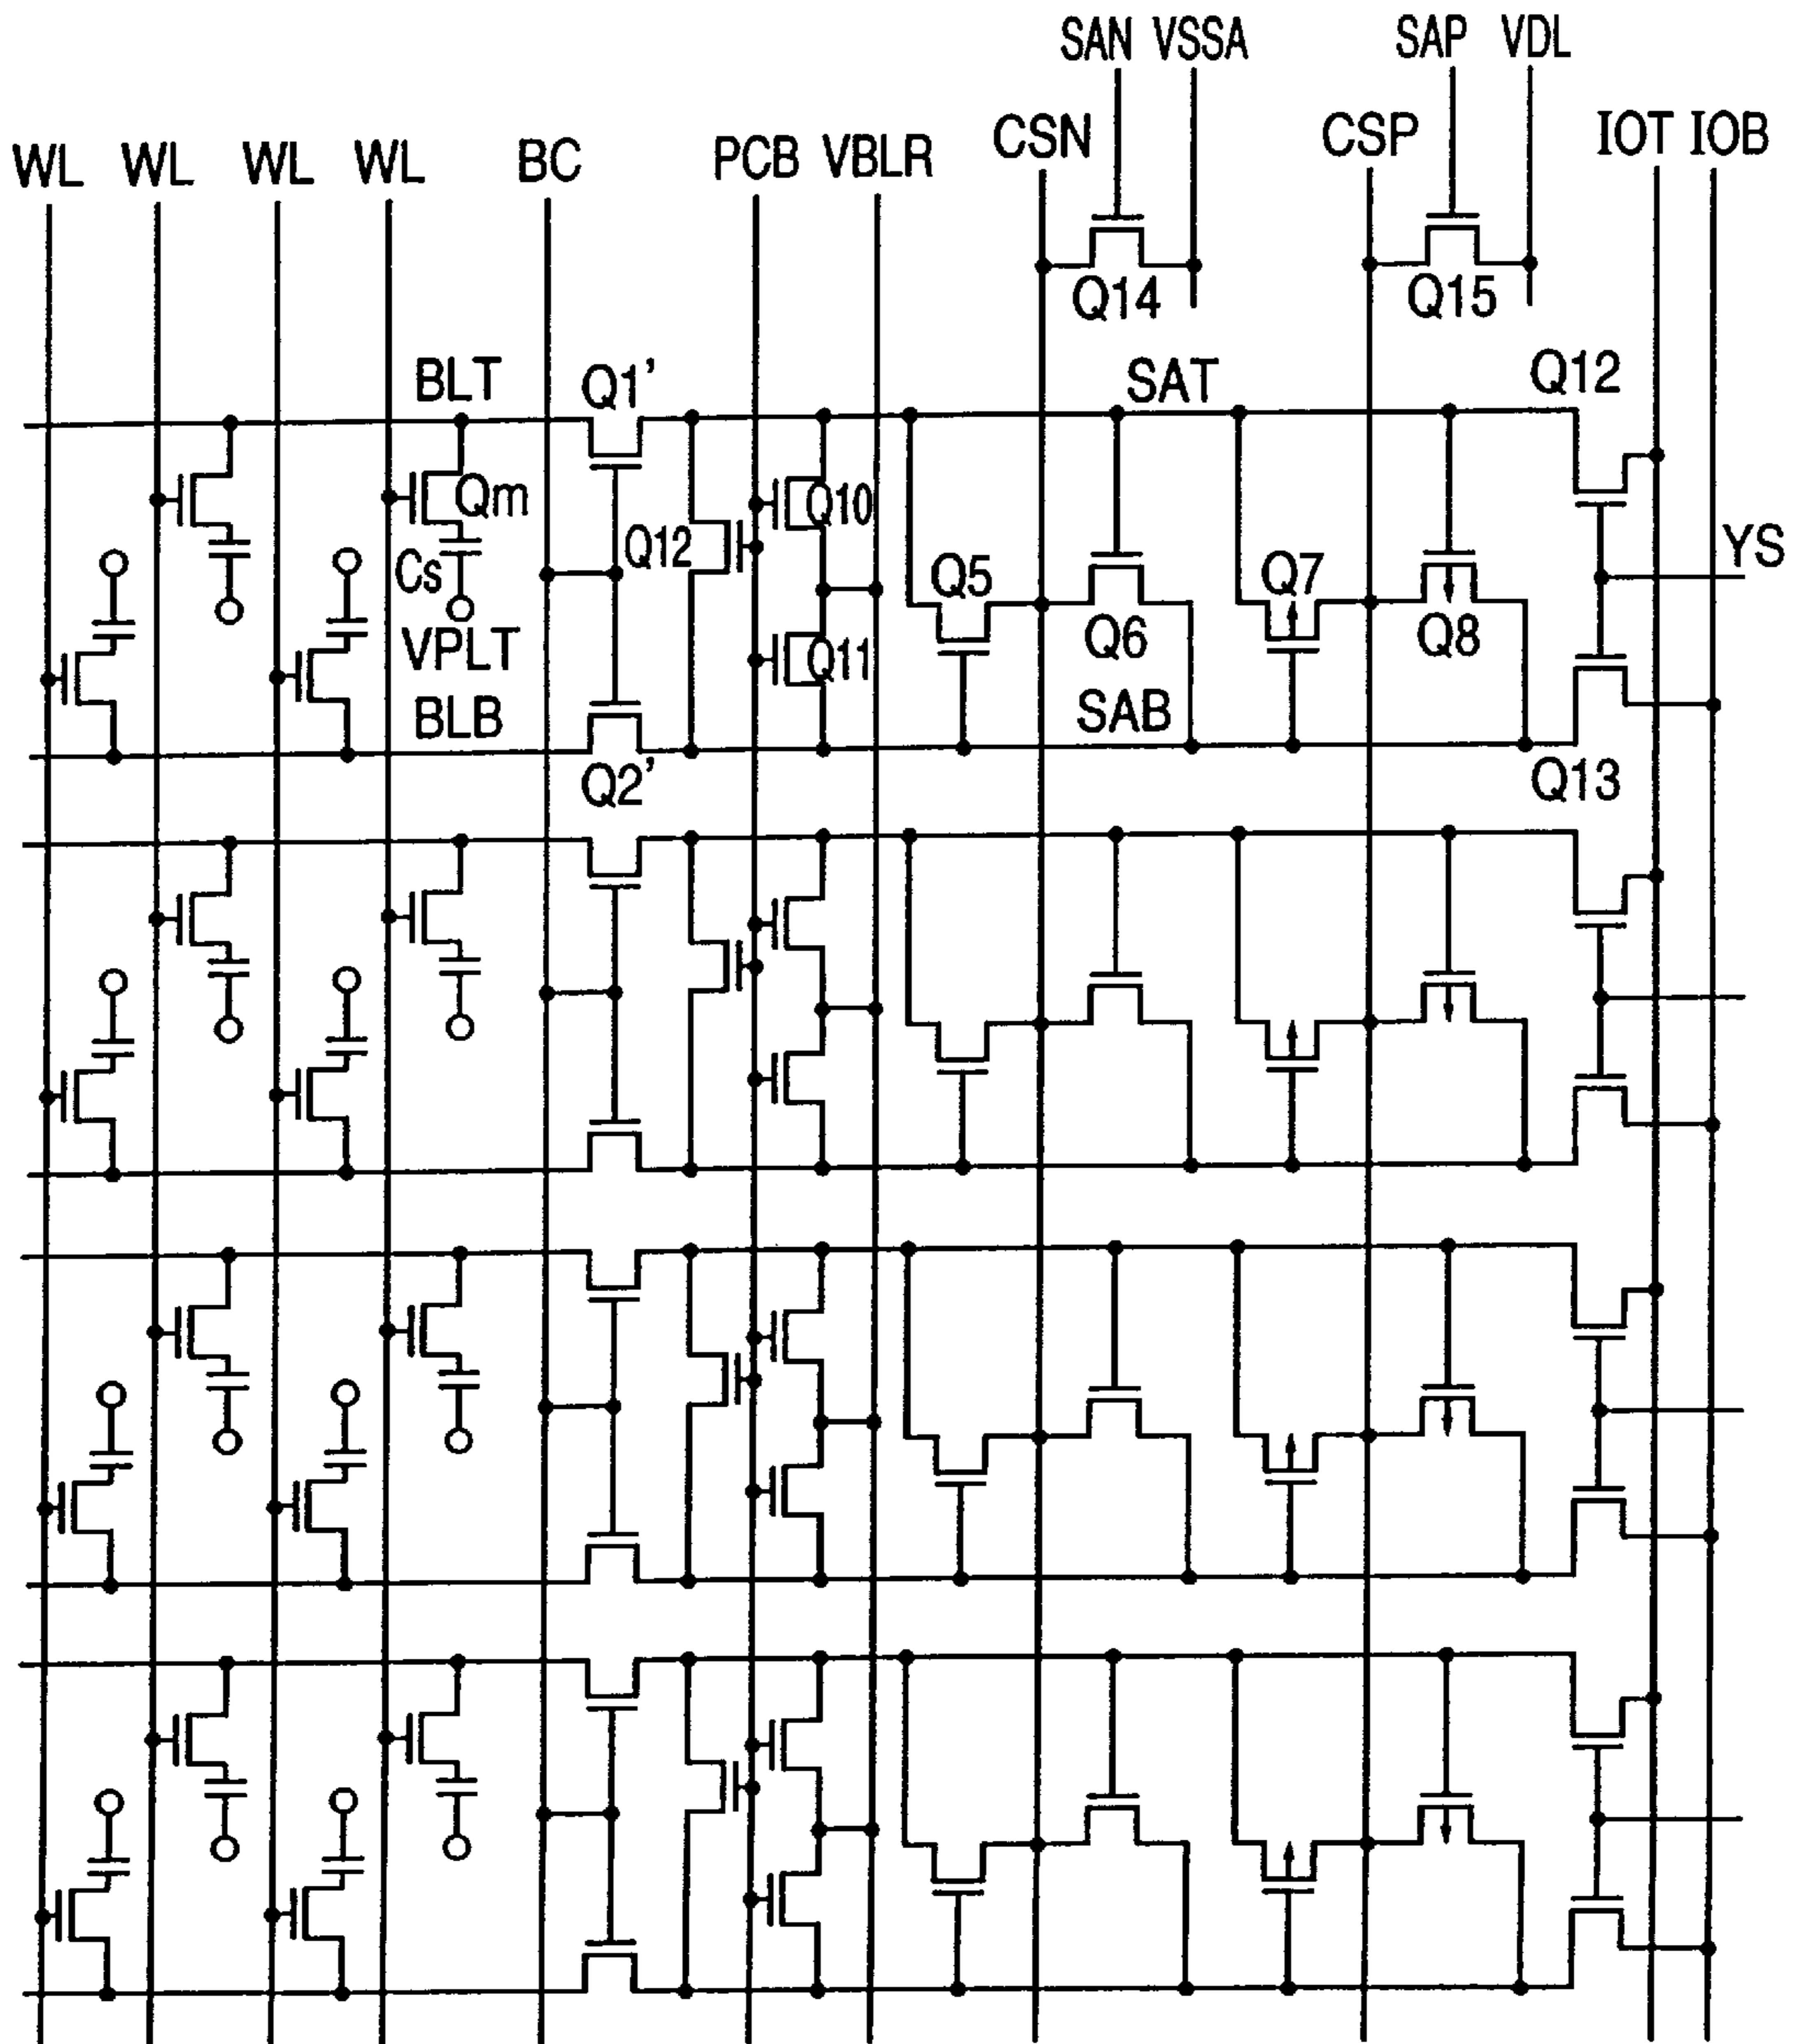 SAN VSSA SAP VDL
WL WL WL WL BC PCB VBLR CSN CSP IOT IOB
Q14 Q15
BLT Q1' SAT Q12
Qm Q10
Cs Q12 Q5 Q7 YS
VPLT Q11 Q6 Q8
BLB SAB
Q2' Q13